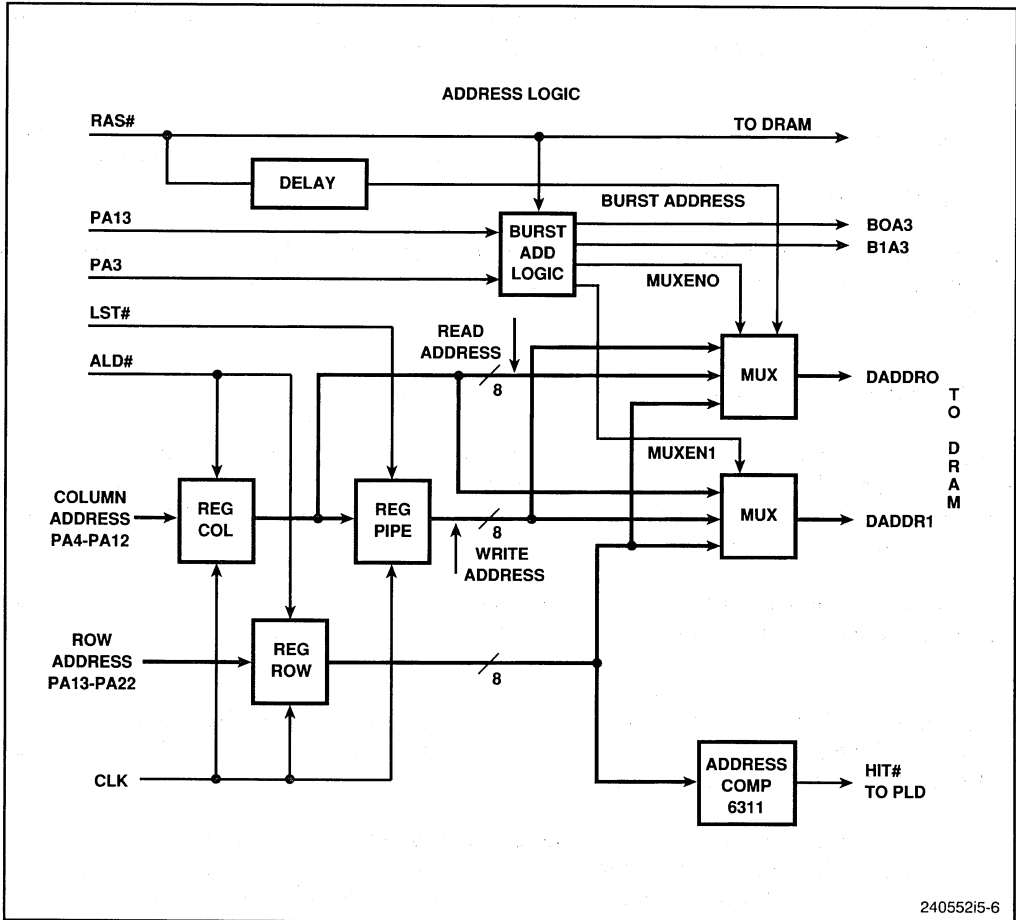 ADDRESS LOGIC
RAS#
TO DRAM
DELAY
BURST ADDRESS
PA13
BURST
ADD
LOGIC
BOA3
B1A3
PA3
MUXENO
LST#
READ
ADDRESS
ALD#
8
MUX
DADDRO
TO DRAM
MUXEN1
COLUMN
ADDRESS
PA4-PA12
REG
COL
REG
PIPE
8
WRITE
ADDRESS
MUX
DADDR1
ROW
ADDRESS
PA13-PA22
REG
ROW
8
CLK
ADDRESS
COMP
6311
HIT#
TO PLD
240552i5-6